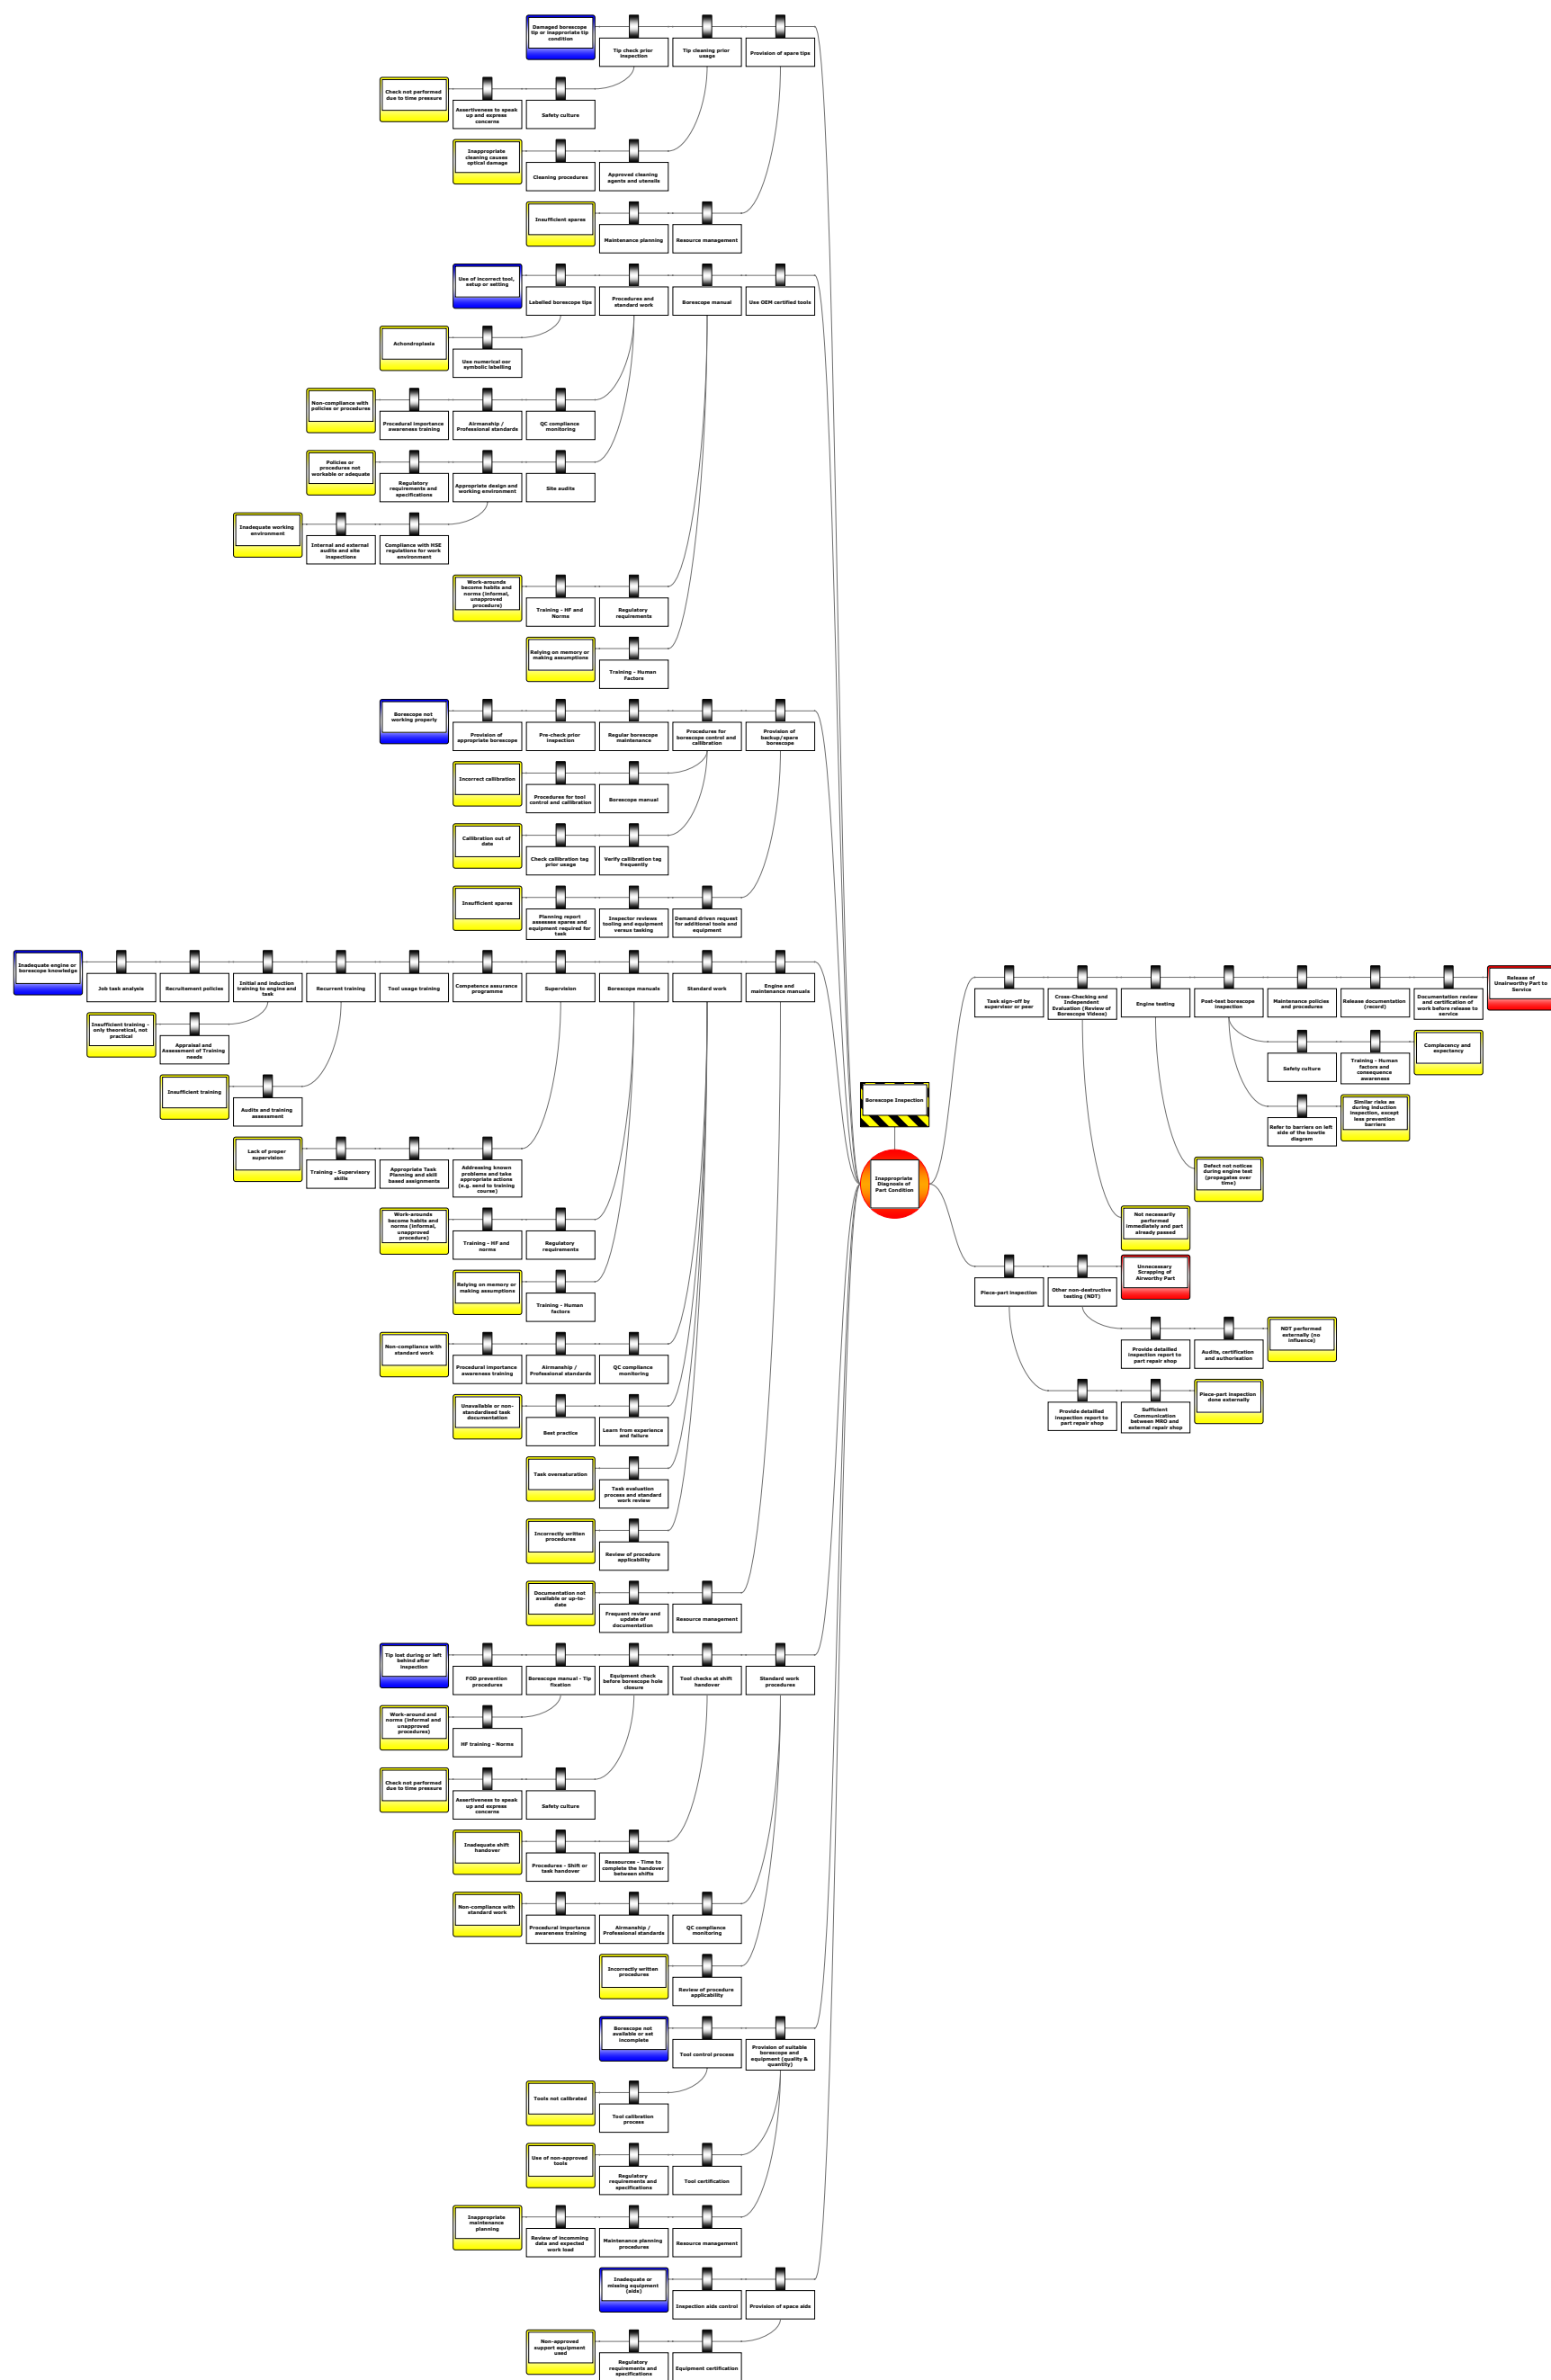 Damaged borescope
tip or inapproriate tip
condition
Tip check prior
inspection
Tip cleaning prior
usage
Provision of spare tips
Check not performed
due to time pressure
Assertiveness to speak
up and express
concerns
Safety culture
Inappropriate
cleaning causes
optical damage
Cleaning procedures
Approved cleaning
agents and utensils
Insufficient spares
Maintenance planning
Resource management
Use of incorrect tool,
setup or setting
Labelled borescope tips
Procedures and
standard work
Borescope manual
Use OEM certified tools
Achondroplasia
Use numerical oor
symbolic labelling
Non-compliance with
policies or procedures
Procedural importance
awareness training
Airmanship /
Professional standards
QC compliance
monitoring
Policies or
procedures not
workable or adequate
Regulatory
requirements and
specifications
Appropriate design and
working environment
Site audits
Inadequate working
environment
Internal and external
audits and site
inspections
Compliance with HSE
regulations for work
environment
Work-arounds
become habits and
norms (informal,
unapproved
procedure)
Training - HF and
Norms
Regulatory
requirements
Relying on memory or
making assumptions
Training - Human
Factors
Borescope not
working properly
Provision of
appropriate borescope
Pre-check prior
inspection
Regular borescope
maintenance
Procedures for
borescope control and
callibration
Provision of
backup/spare
borescope
Incorrect callibration
Procedures for tool
control and callibration
Borescope manual
Callibration out of
date
Check callibration tag
prior usage
Verify callibration tag
frequently
Insufficient spares
Planning report
assesses spares and
equipment required for
task
Inspector reviews
tooling and equipment
versus tasking
Demand driven request
for additional tools and
equipment
Inadequate engine or
borescope knowledge
Job task analysis
Recruitement policies
Initial and induction
training to engine and
task
Recurrent training
Tool usage training
Competence assurance
programme
Supervision
Borescope manuals
Standard work
Engine and
maintenance manuals
Insufficient training -
only theoretical, not
practical
Appraisal and
Assessment of Training
needs
Insufficient training
Audits and training
assessment
Lack of proper
supervision
Training - Supervisory
skills
Appropriate Task
Planning and skill
based assignments
Addressing known
problems and take
appropriate actions
(e.g. send to training
course)
Work-arounds
become habits and
norms (informal,
unapproved
procedure)
Training - HF and
norms
Regulatory
requirements
Relying on memory or
making assumptions
Training - Human
factors
Non-compliance with
standard work
Procedural importance
awareness training
Airmanship /
Professional standards
QC compliance
monitoring
Unavailable or non-
standardised task
documentation
Best practice
Learn from experience
and failure
Task oversaturation
Task evaluation
process and standard
work review
Incorrectly written
procedures
Review of procedure
applicability
Documentation not
available or up-to-
date
Frequent review and
update of
documentation
Resource management
Tip lost during or left
behind after
inspection
FOD prevention
procedures
Borescope manual - Tip
fixation
Equipment check
before borescope hole
closure
Tool checks at shift
handover
Standard work
procedures
Work-around and
norms (informal and
unapproved
procedures)
HF training - Norms
Check not performed
due to time pressure
Assertiveness to speak
up and express
concerns
Safety culture
Inadequate shift
handover
Procedures - Shift or
task handover
Ressources - Time to
complete the handover
between shifts
Non-compliance with
standard work
Procedural importance
awareness training
Airmanship /
Professional standards
QC compliance
monitoring
Incorrectly written
procedures
Review of procedure
applicability
Borescope not
available or set
incomplete
Tool control process
Provision of suitable
borescope and
equipment (quality &
quantity)
Tools not calibrated
Tool calibration
process
Use of non-approved
tools
Regulatory
requirements and
specifications
Tool certification
Inappropriate
maintenance
planning
Review of incomming
data and expected
work load
Maintenance planning
procedures
Resource management
Inadequate or
missing equipment
(aids)
Inspection aids control
Provision of space aids
Non-approved
support equipment
used
Regulatory
requirements and
specifications
Equipment certification
Borescope Inspection
Inappropriate
Diagnosis of
Part Condition
Task sign-off by
supervisor or peer
Cross-Checking and
Independent
Evaluation (Review of
Borescope Videos)
Engine testing
Post-test borescope
inspection
Maintenance policies
and procedures
Release documentation
(record)
Documentation review
and certification of
work before release to
service
Release of
Unairworthy Part to
Service
Safety culture
Training - Human
factors and
consequence
awareness
Complacency and
expectency
Refer to barriers on left
side of the bowtie
diagram
Similar risks as
during induction
inspection, except
less prevention
barriers
Defect not notices
during engine test
(propagates over
time)
Not necessarily
performed
immediately and part
already passed
Piece-part inspection
Other non-destructive
testing (NDT)
Unnecessary
Scrapping of
Airworthy Part
Provide detailled
inspection report to
part repair shop
Audits, certification
and authorisation
NDT performed
externally (no
influence)
Provide detailled
inspection report to
part repair shop
Sufficient
Communication
between MRO and
external repair shop
Piece-part inspection
done externally